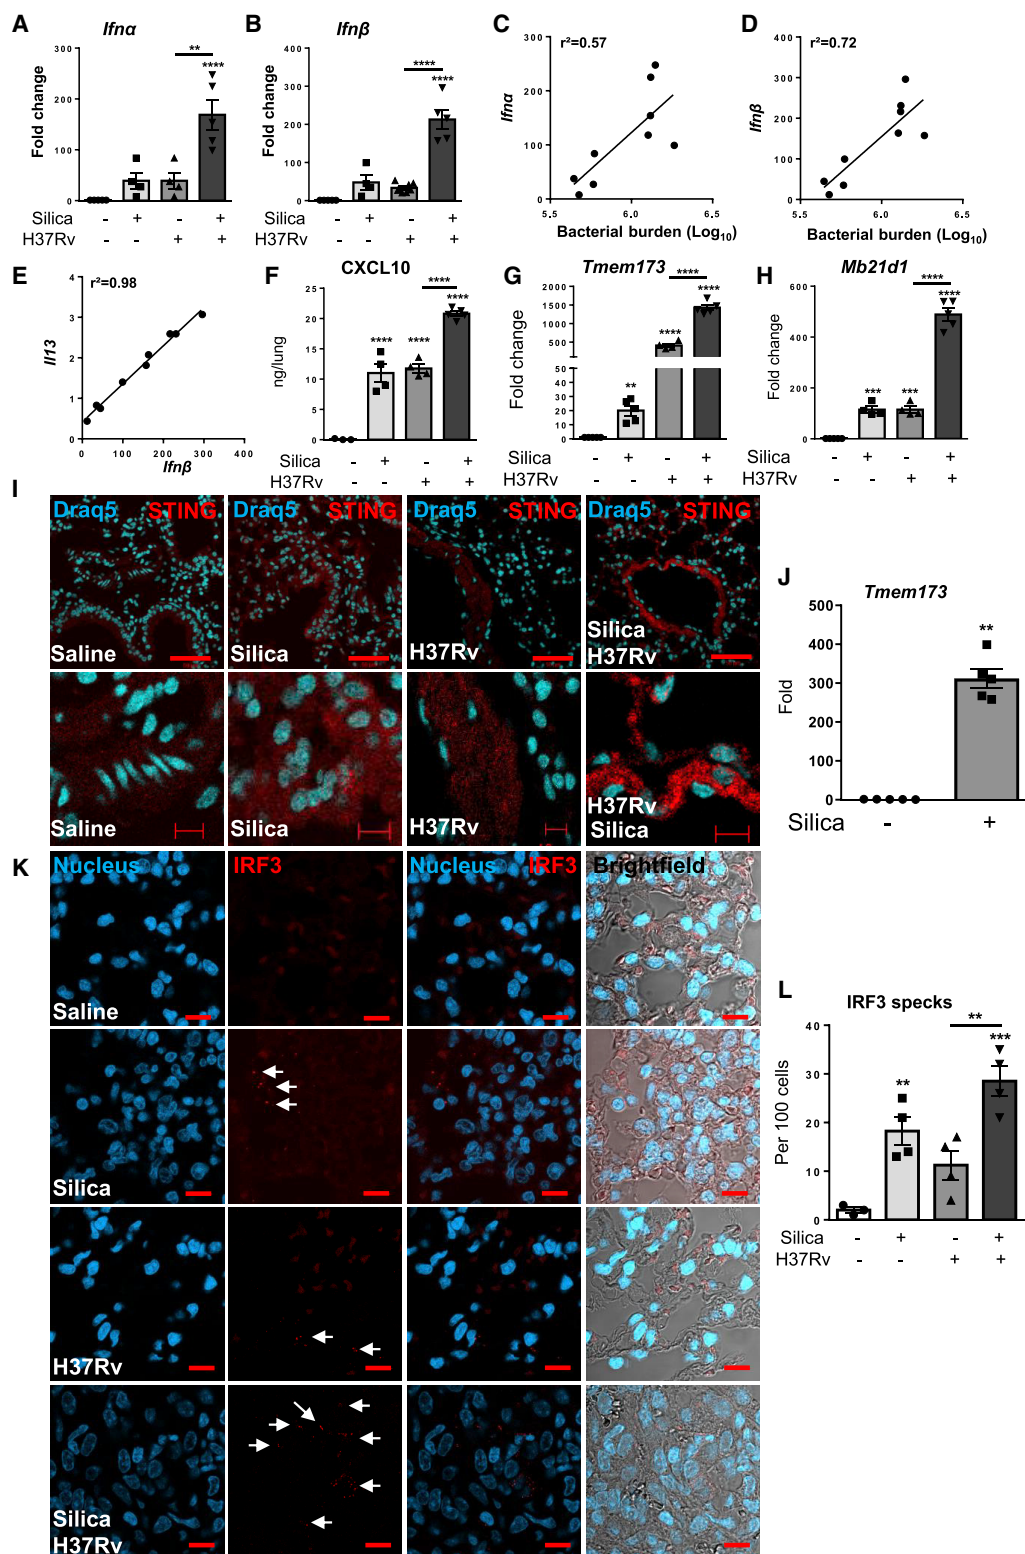 A
Ifnα
Fold change
300
200
100
0
**
****
Silica - + - +
H37Rv - - + +
B
Ifnβ
400
300
200
100
0
****
****
- + - +
- - + +
C
r²=0.57
Ifnα
300
200
100
0
5.5 6.0 6.5
Bacterial burden (Log10)
D
r²=0.72
Ifnβ
400
300
200
100
0
5.5 6.0 6.5
Bacterial burden (Log10)
E
r²=0.98
Il13
4
3
2
1
0
0 100 200 300 400
Ifnβ
F
CXCL10
ng/lung
25
20
15
10
5
0
****
****
****
****
Silica - + - +
H37Rv - - + +
G
Tmem173
Fold change
2000
1500
1000
500
50
40
30
20
10
0
**
****
****
****
Silica - + - +
H37Rv - - + +
H
Mb21d1
Fold change
600
400
200
0
***
***
****
****
Silica - + - +
H37Rv - - + +
I
Draq5 STING
Saline
Draq5 STING
Silica
Draq5 STING
H37Rv
Draq5 STING
Silica
H37Rv
Saline
Silica
H37Rv
H37Rv
Silica
J
Tmem173
Fold
500
400
300
200
100
0
**
Silica - +
K
Nucleus IRF3 Nucleus IRF3 Brightfield
Saline
Silica
H37Rv
Silica
H37Rv
L
IRF3 specks
Per 100 cells
40
30
20
10
0
**
**
***
Silica - + - +
H37Rv - - + +